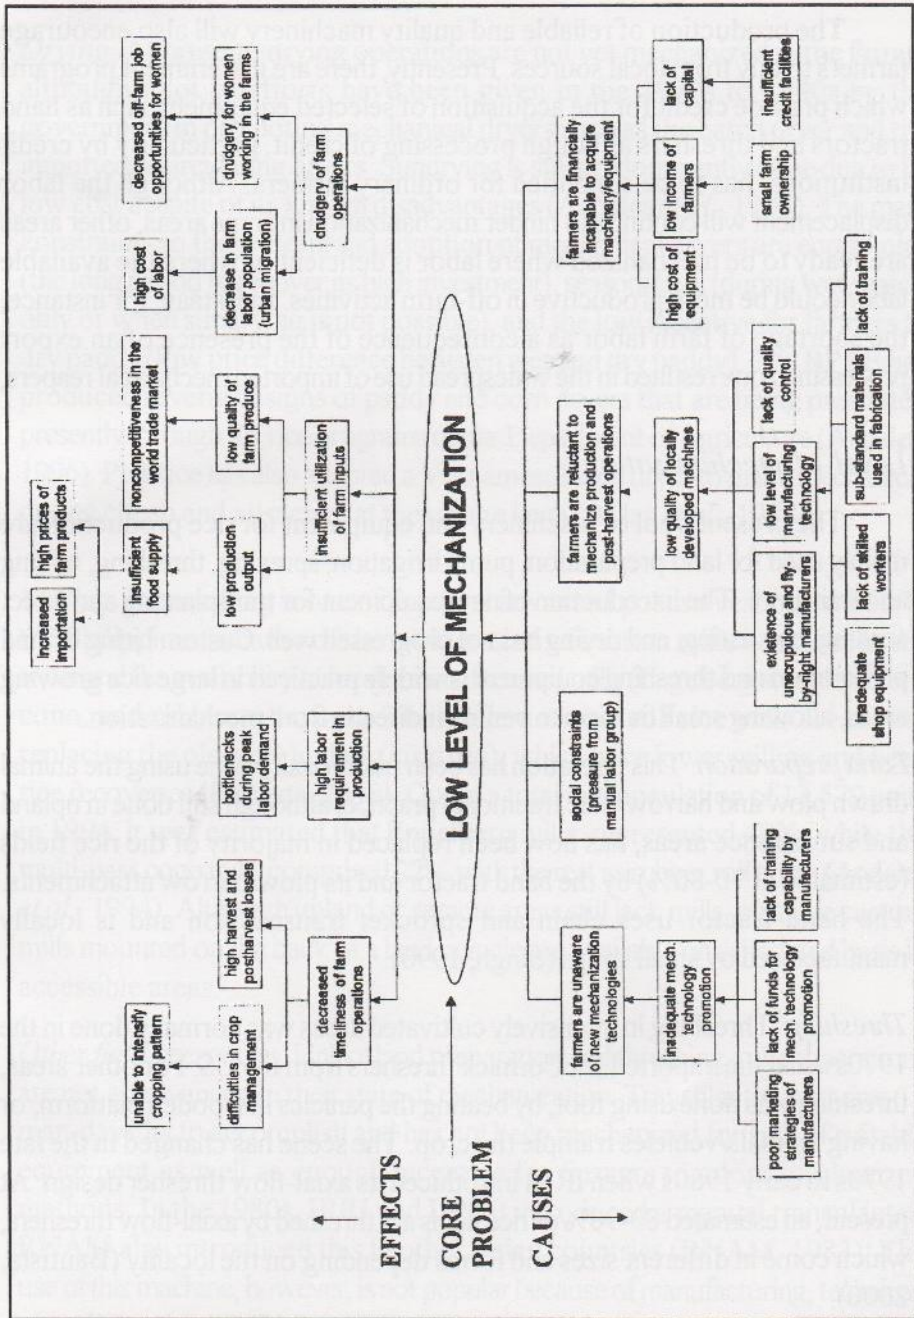 increased
importation
high prices of
farm products
insufficient
food supply
noncompetitiveness in the
world trade market
high cost
of labor
decreased off-farm job
opportunities for women
unable to intensify
cropping pattern
difficulties in crop
management
high harvest and
postharvest losses
bottlenecks
during peak
labor demand
low production
output
low quality of
farm produce
decrease in farm
labor population
(urban migration)
drudgery for women
working in the farms
decreased
timeliness of farm
operations
high labor
requirement in
production
insufficient utilization
of farm inputs
drudgery of farm
operations
EFFECTS
CORE
PROBLEM
LOW LEVEL OF MECHANIZATION
CAUSES
farmers are unaware
of new mechanization
technologies
social constraints
(pressure from
manual labor group)
farmers are reluctant to
mechanize production and
post-harvest operations
farmers are financially
incapable to acquire
machinery/equipment
inadequate mech
technology
promotion
low quality of locally
developed machines
high cost of
equipment
low income of
farmers
lack of
capital
poor marketing
strategies of
manufacturers
lack of funds for
mech. technology
promotion
lack of training
capability by
manufacturers
existence of
unscrupulous and fly-
by-night manufacturers
low level of
manufacturing
technology
lack of quality
control
small farm
ownership
insufficient
credit facilities
inadequate
shop equipment
lack of skilled
workers
sub-standard materials
used in fabrication
lack of training